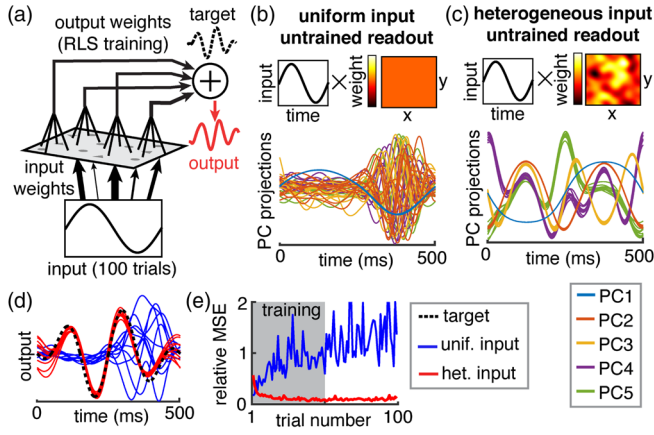 (a)
output weights
(RLS training)
target
output
input
weights
input (100 trials)
(b)
uniform input
untrained readout
input
time
weight
x
y
PC projections
0
time (ms)
500
(c)
heterogeneous input
untrained readout
input
time
weight
x
y
PC projections
0
time (ms)
500
(d)
output
0
time (ms)
500
(e)
relative MSE
2
1
0
training
1
trial number
100
target
unif. input
het. input
PC1
PC2
PC3
PC4
PC5